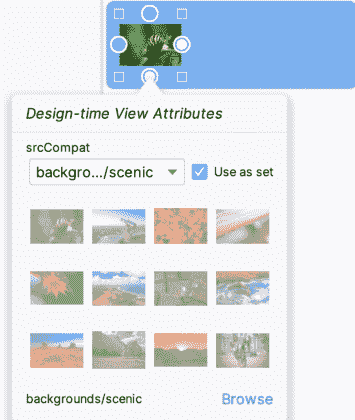 Design-time View Attributes
srcCompat
backgro.../scenic
Use as set
backgrounds/scenic
Browse